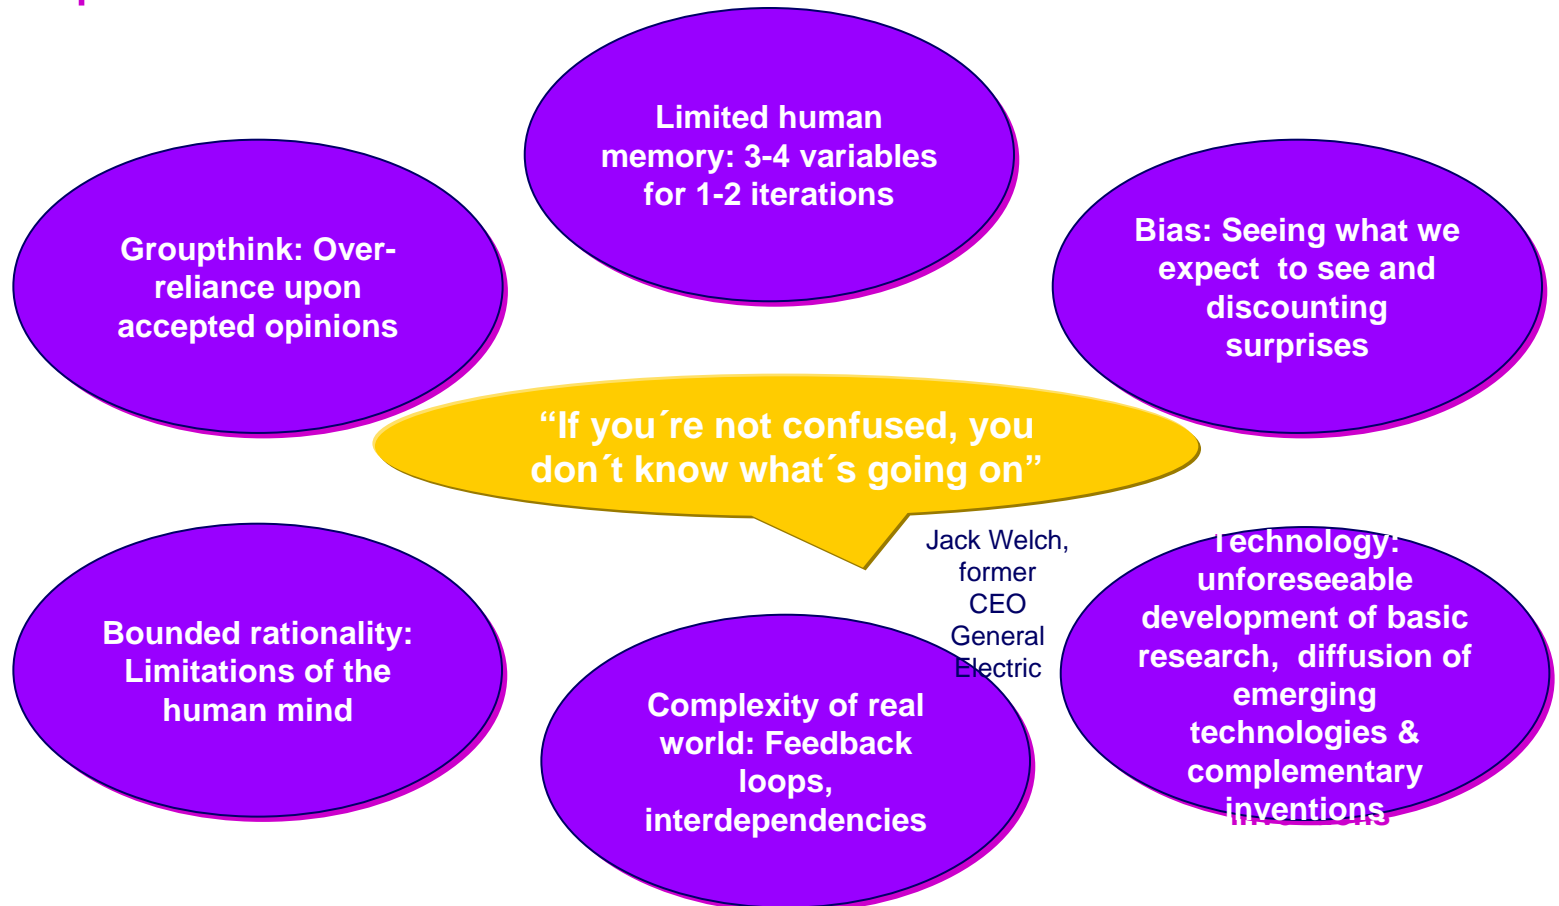 Limited human
memory: 3-4 variables
for 1-2 iterations
Groupthink: Over-
reliance upon
accepted opinions
Bias: Seeing what we
expect  to see and
discounting
surprises
“If you´re not confused, you
don´t know what´s going on”
Jack Welch,
former
CEO
General
Electric
Bounded rationality:
Limitations of the
human mind
Complexity of real
world: Feedback
loops,
interdependencies
Technology:
unforeseeable
development of basic
research,  diffusion of
emerging
technologies &
complementary
inventions